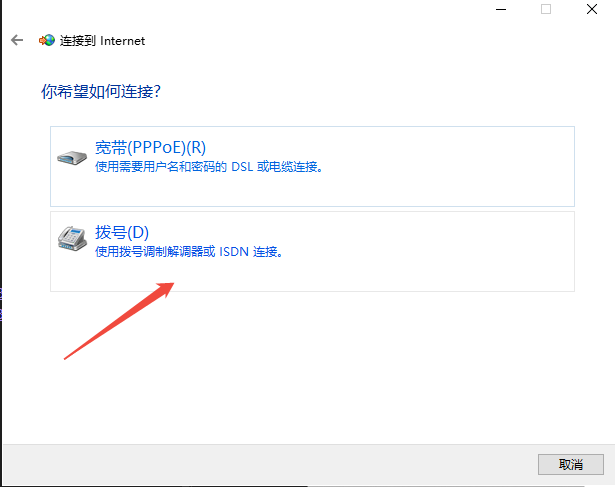 连接到 Internet
你希望如何连接?
宽带(PPPoE)(R)
使用需要用户名和密码的 DSL 或电缆连接。
拨号(D)
使用拨号调制解调器或 ISDN 连接。
取消